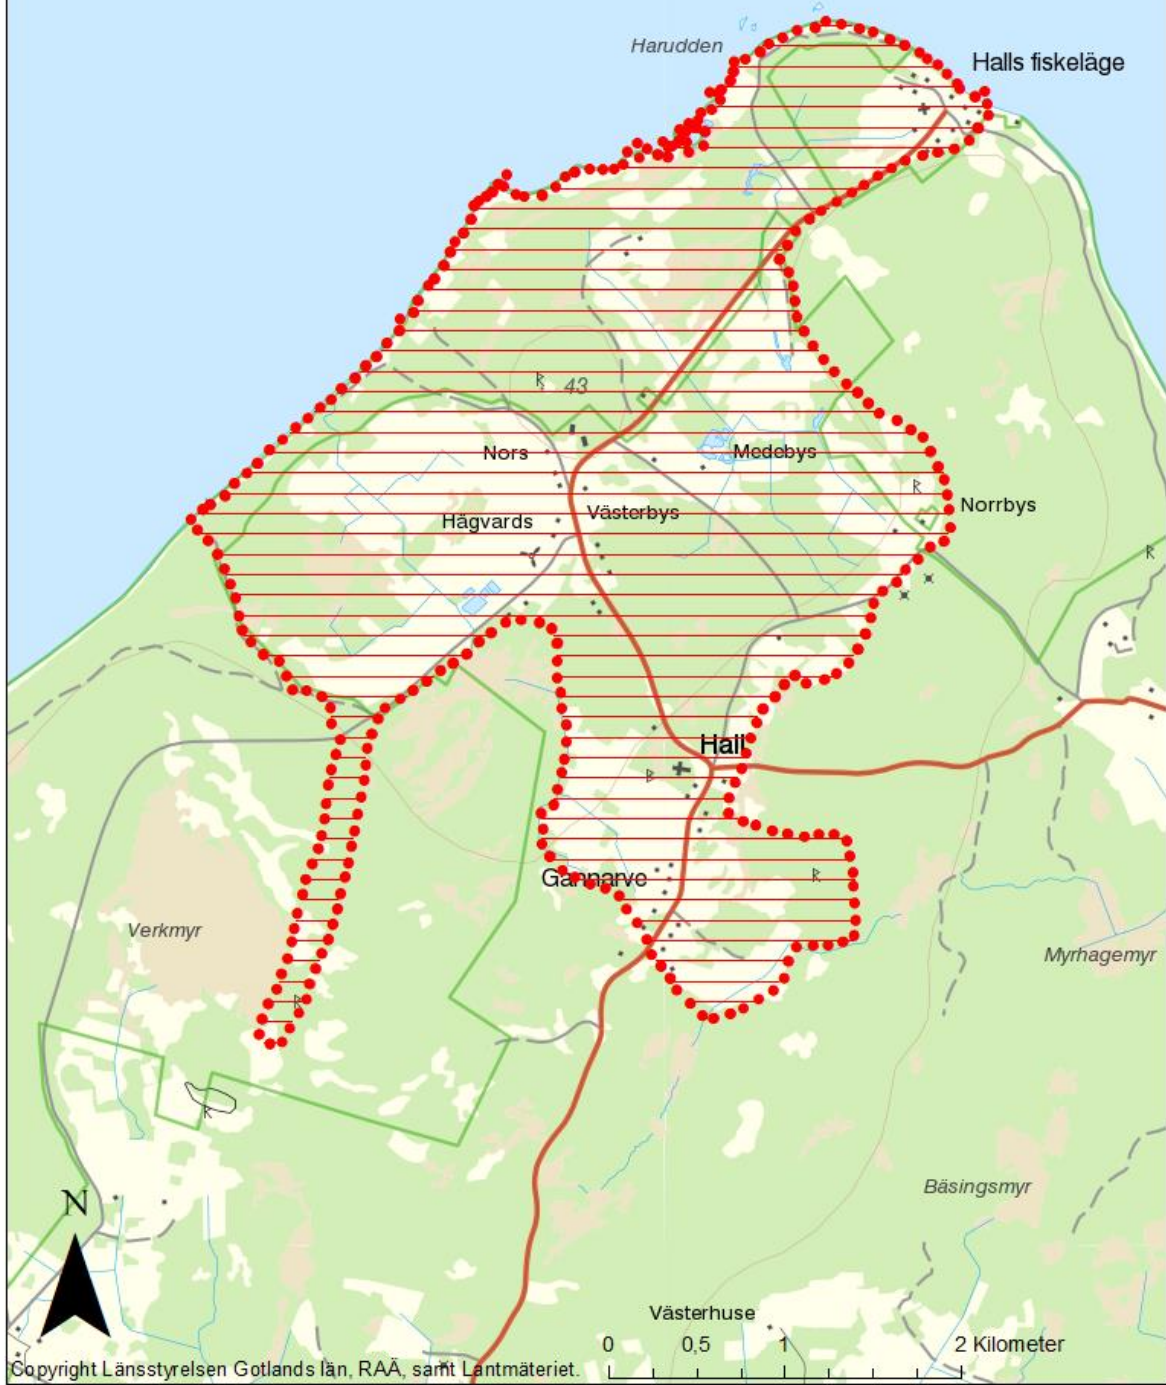 Harudden
Halls fiskeläge
43
Nors
Medebys
Hägvards
Västerbys
Norrbys
Hall
Gannarve
Verkmyr
Myrhagemyr
Bäsingsmyr
N
Västerhuse
0 0,5 1 2 Kilometer
Copyright Länsstyrelsen Gotlands län, RAÄ, samt Lantmäteriet.